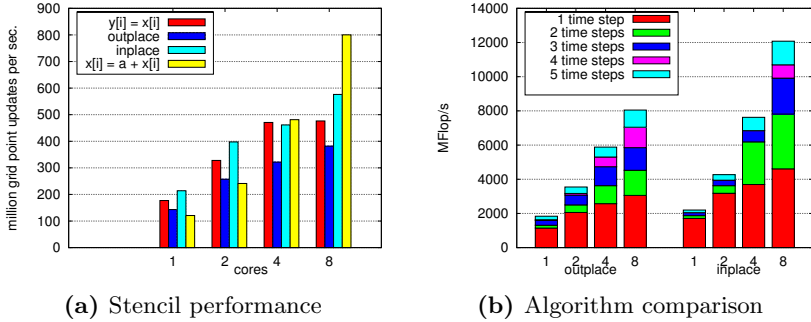 900
800
700
600
500
400
300
200
100
0
million grid point updates per sec.
y[i] = x[i]
outplace
inplace
x[i] = a + x[i]
1 2 4 8
cores
(a) Stencil performance
14000
12000
10000
8000
6000
4000
2000
0
MFlop/s
1 time step
2 time steps
3 time steps
4 time steps
5 time steps
1 2 4 8 1 2 4 8
outplace inplace
(b) Algorithm comparison